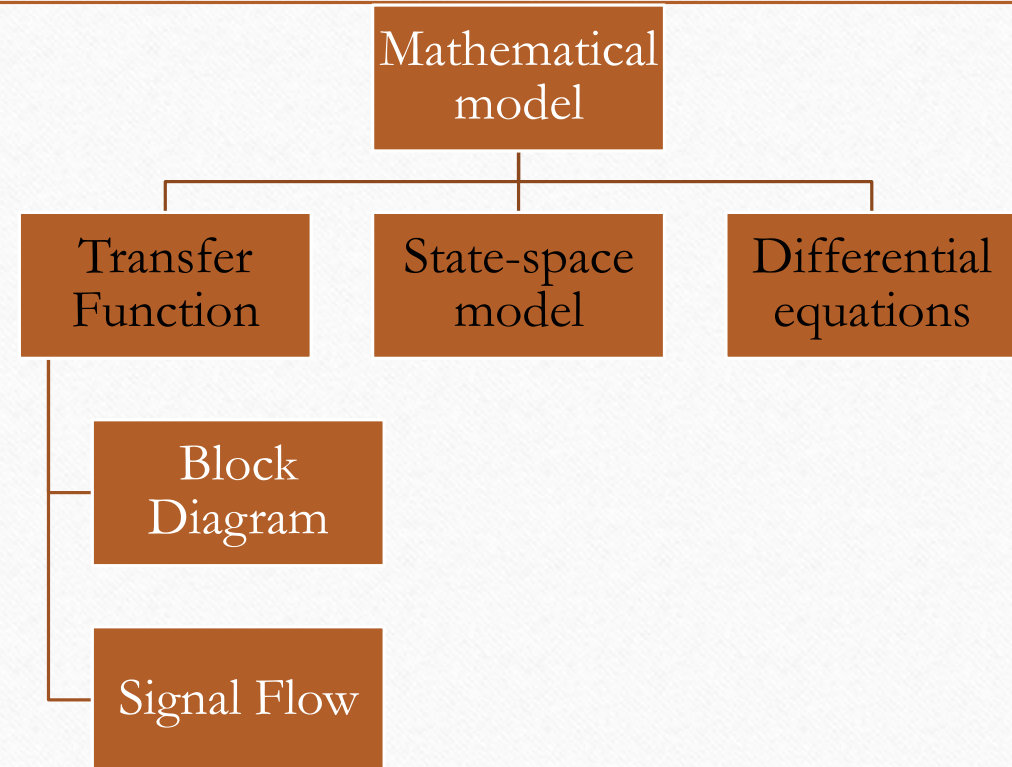 Mathematical
model
Transfer
Function
State-space
model
Differential
equations
Block
Diagram
Signal Flow